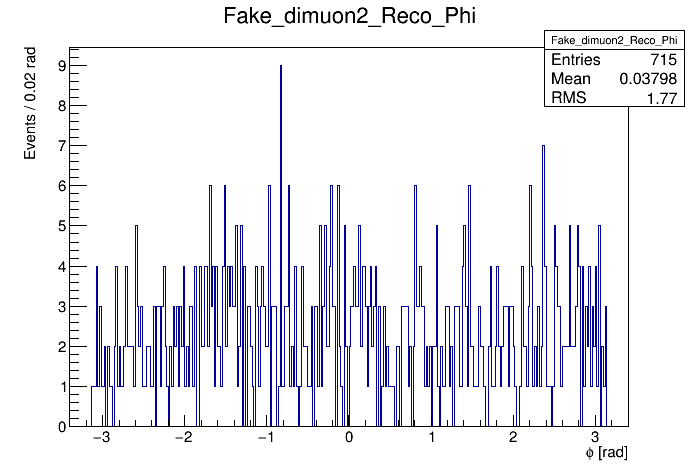 Fake_dimuon2_Reco_Phi
Fake_dimuon2_Reco_Phi
Entries 715
Mean 0.03798
RMS 1.77
Events / 0.02 rad
9
8
7
6
5
4
3
2
1
0
−3 −2 −1 0 1 2 3
ϕ [rad]